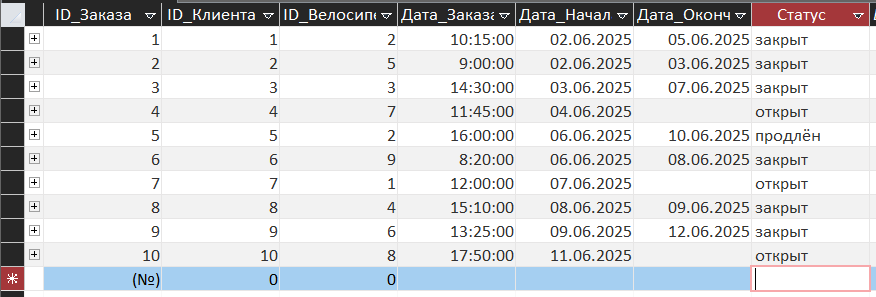 ID_Заказа ID_Клиента ID_Велосипе Дата_Заказа Дата_Начал Дата_Оконч Статус
1 1 2 10:15:00 02.06.2025 05.06.2025 закрыт
2 2 5 9:00:00 02.06.2025 03.06.2025 закрыт
3 3 3 14:30:00 03.06.2025 07.06.2025 закрыт
4 4 7 11:45:00 04.06.2025 открыт
5 5 2 16:00:00 06.06.2025 10.06.2025 продлён
6 6 9 8:20:00 06.06.2025 08.06.2025 закрыт
7 7 1 12:00:00 07.06.2025 открыт
8 8 4 15:10:00 08.06.2025 09.06.2025 закрыт
9 9 6 13:25:00 09.06.2025 12.06.2025 закрыт
10 10 8 17:50:00 11.06.2025 открыт
(№) 0 0